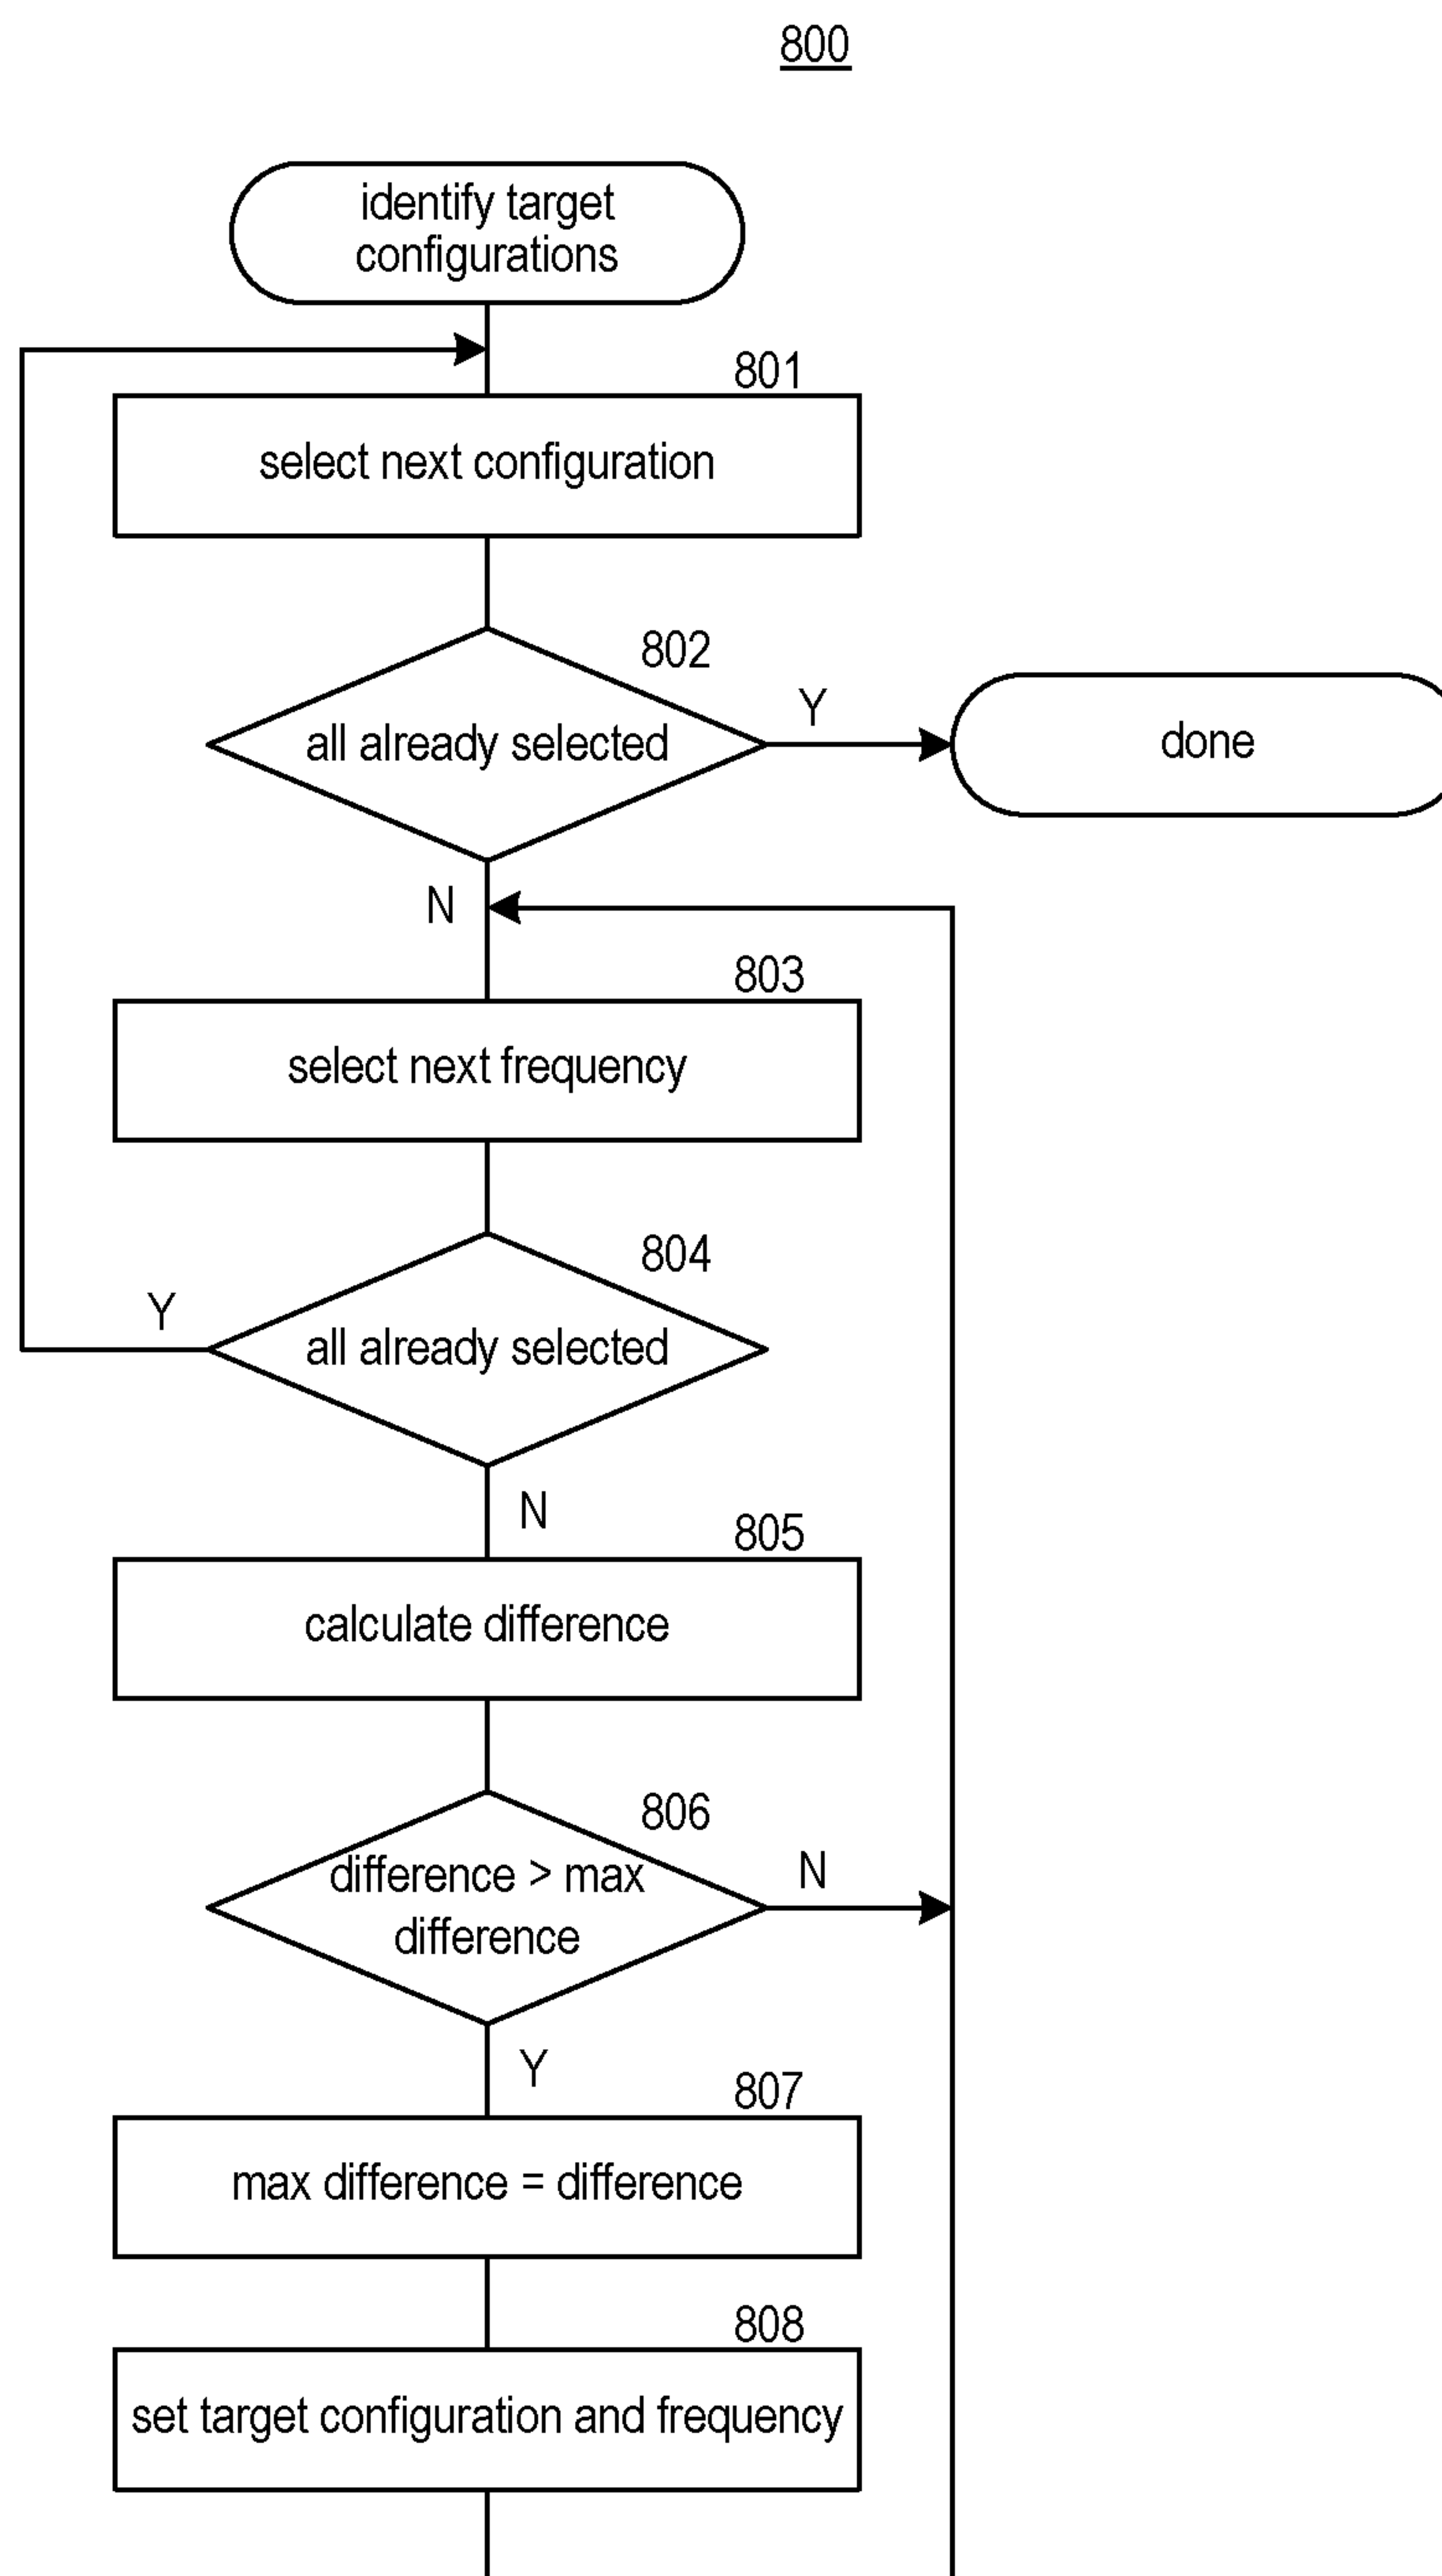 800
identify target
configurations
801
select next configuration
802
all already selected
Y
done
N
803
select next frequency
804
all already selected
Y
N
805
calculate difference
806
difference > max
difference
N
Y
807
max difference = difference
808
set target configuration and frequency